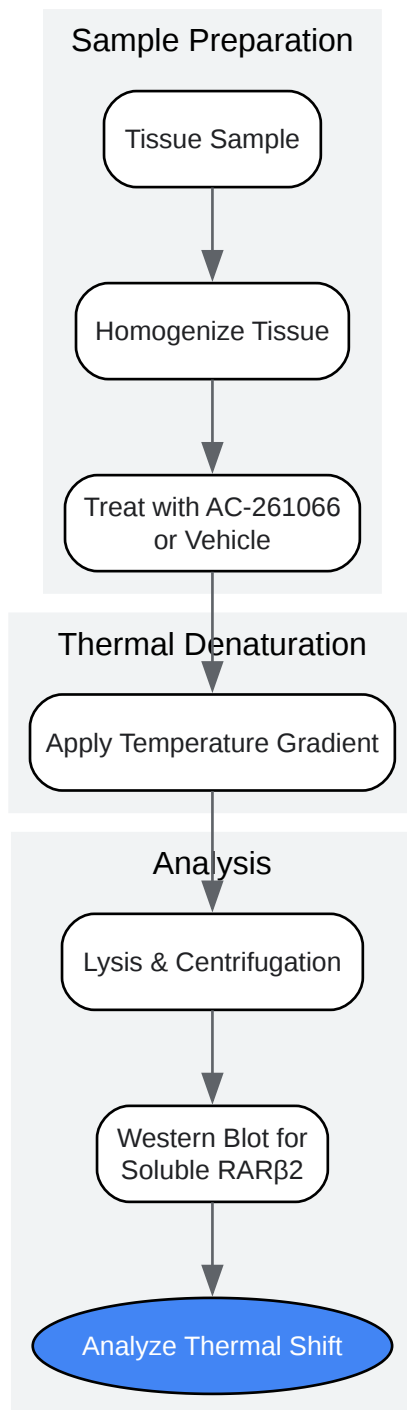 Sample Preparation
Tissue Sample
Homogenize Tissue
Treat with AC-261066
or Vehicle
Thermal Denaturation
Apply Temperature Gradient
Analysis
Lysis & Centrifugation
Western Blot for
Soluble RARβ2
Analyze Thermal Shift